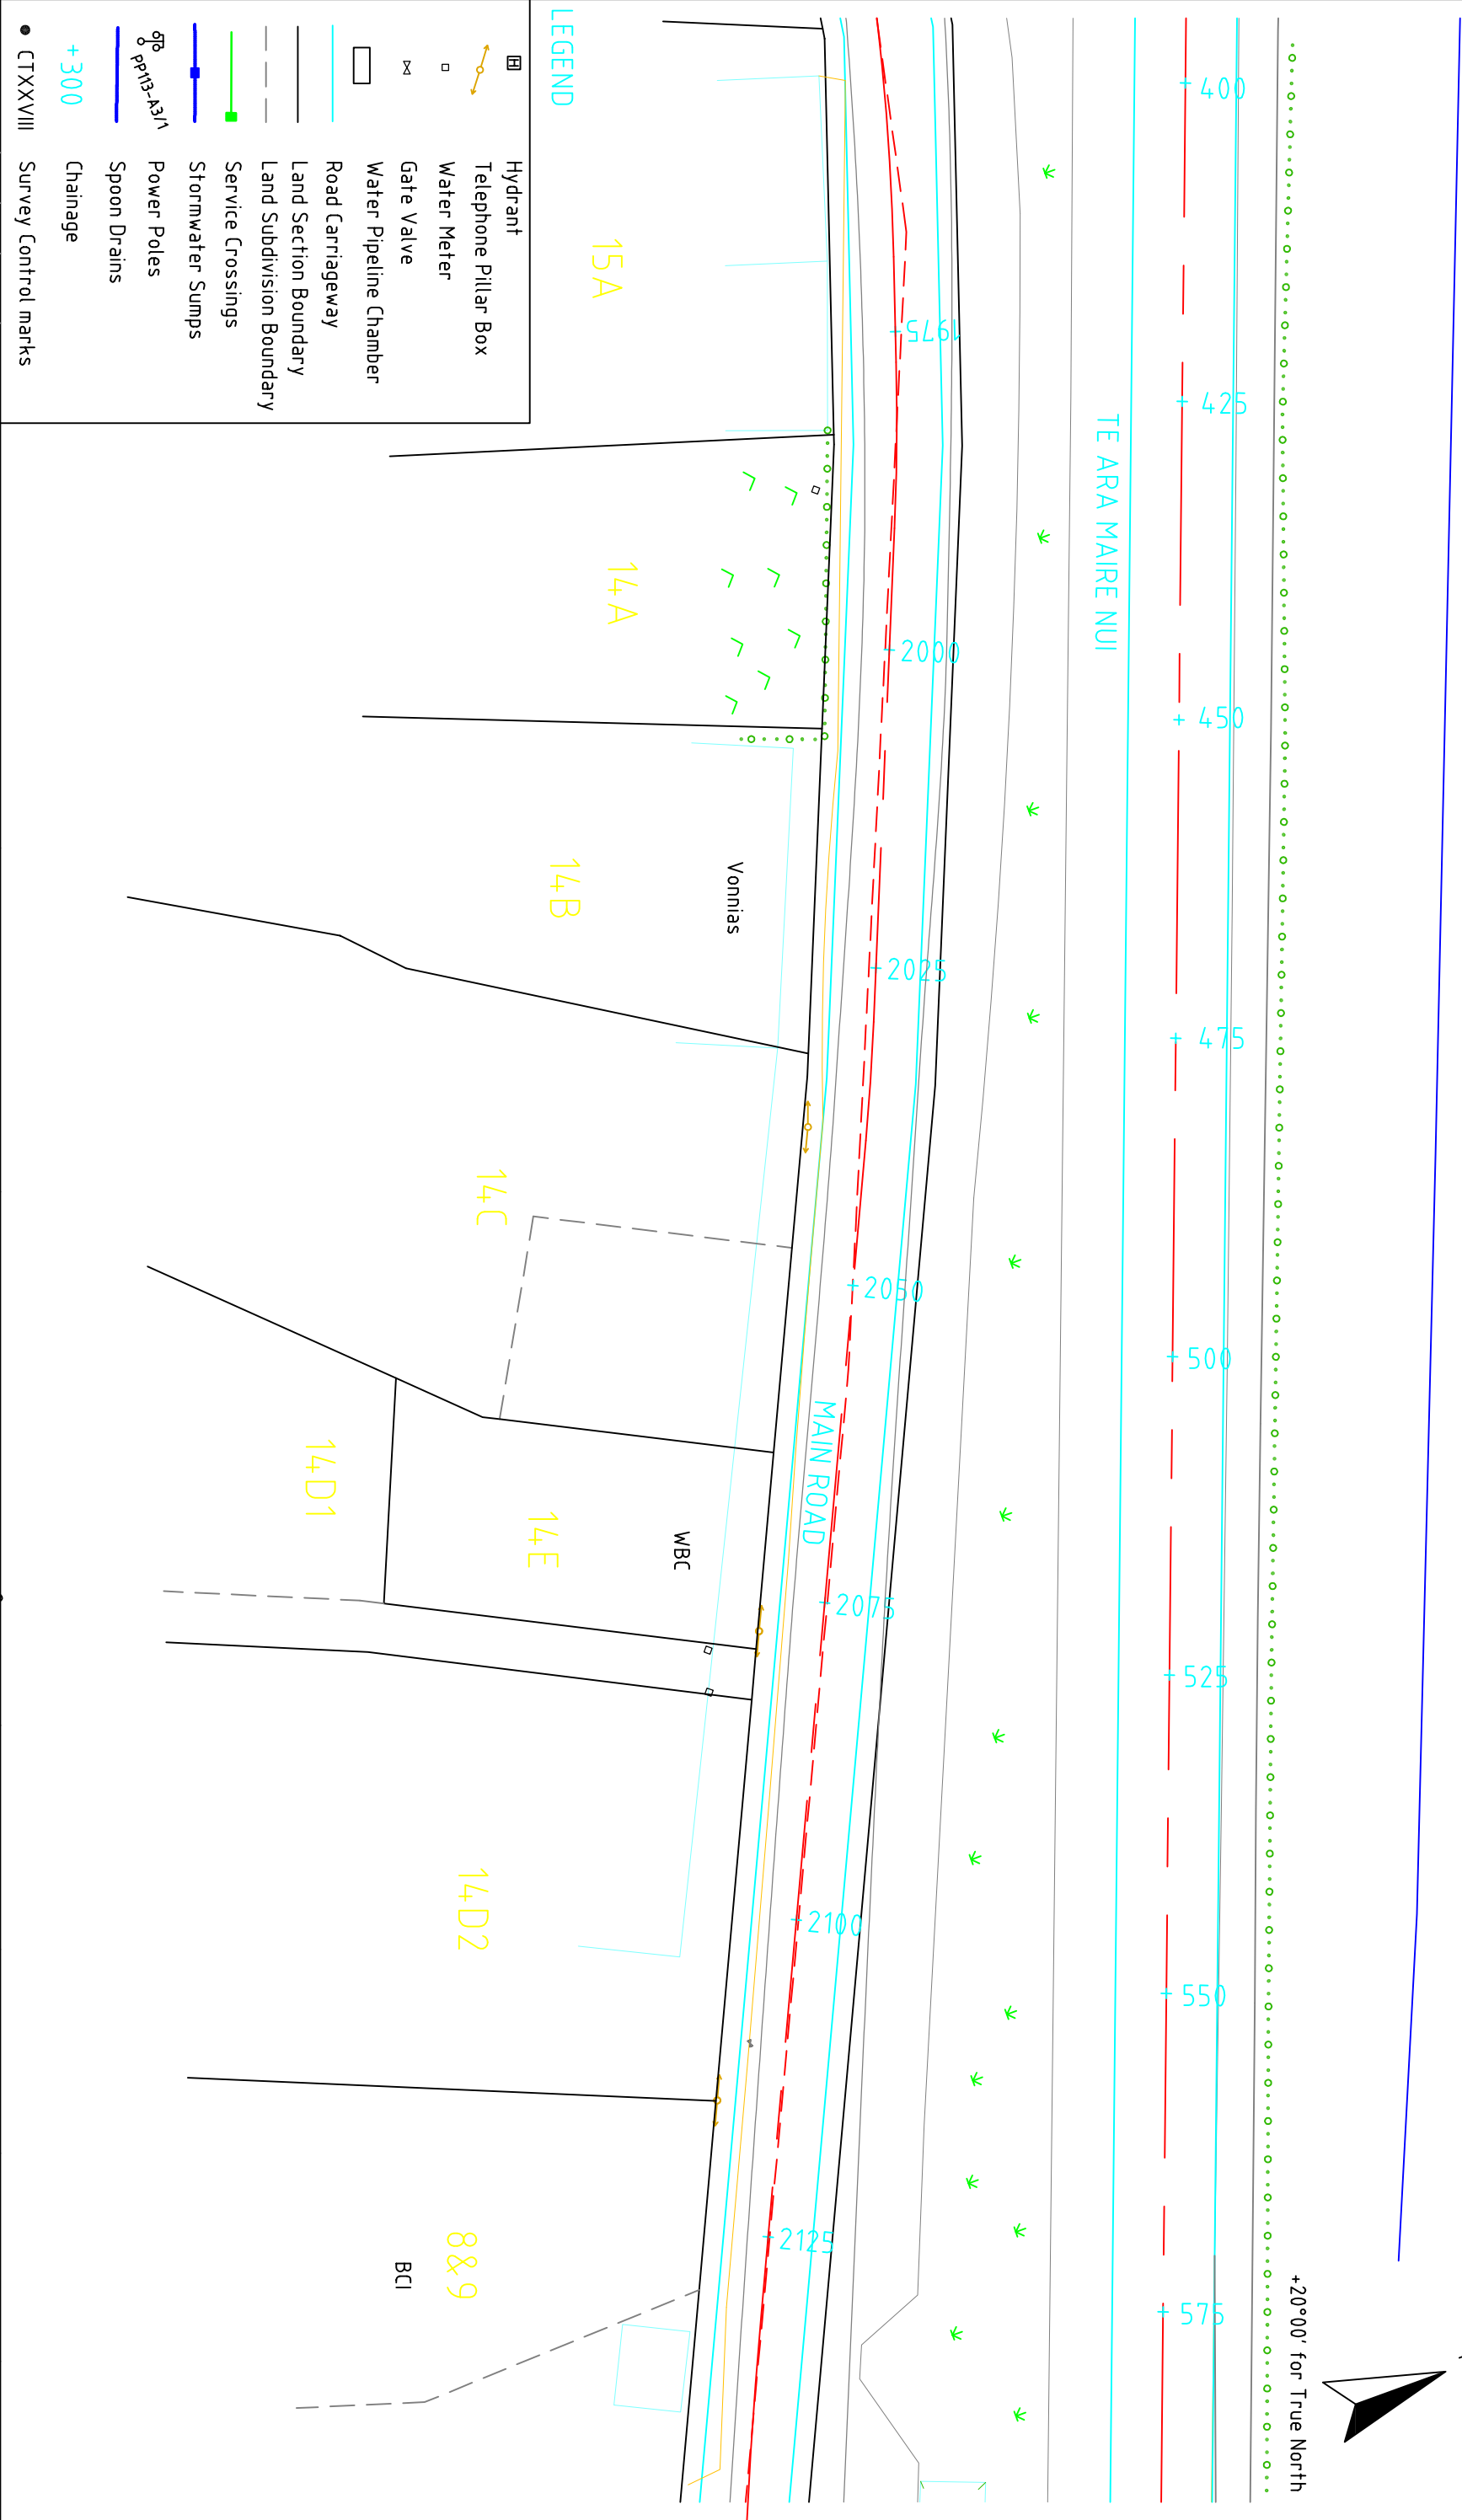 LEGEND
Hydrant
Telephone Pillar Box
Water Meter
Gate Valve
Water Pipeline Chamber
Road Carriageway
Land Section Boundary
Land Subdivision Boundary
Service Crossings
Stormwater Sumps
PP113-A3/1 Power Poles
Spoon Drains
+300 Chainage
CTXXVIII Survey Control marks
400
425
450
475
500
525
550
575
TE ARA MAIRE NUI
1975
2000
2025
2050
2075
2100
2125
MAIN ROAD
15A
14A
14B
Vonnias
14C
14D1
14E
WBC
14D2
8&9
BCI
+20°00' for True North